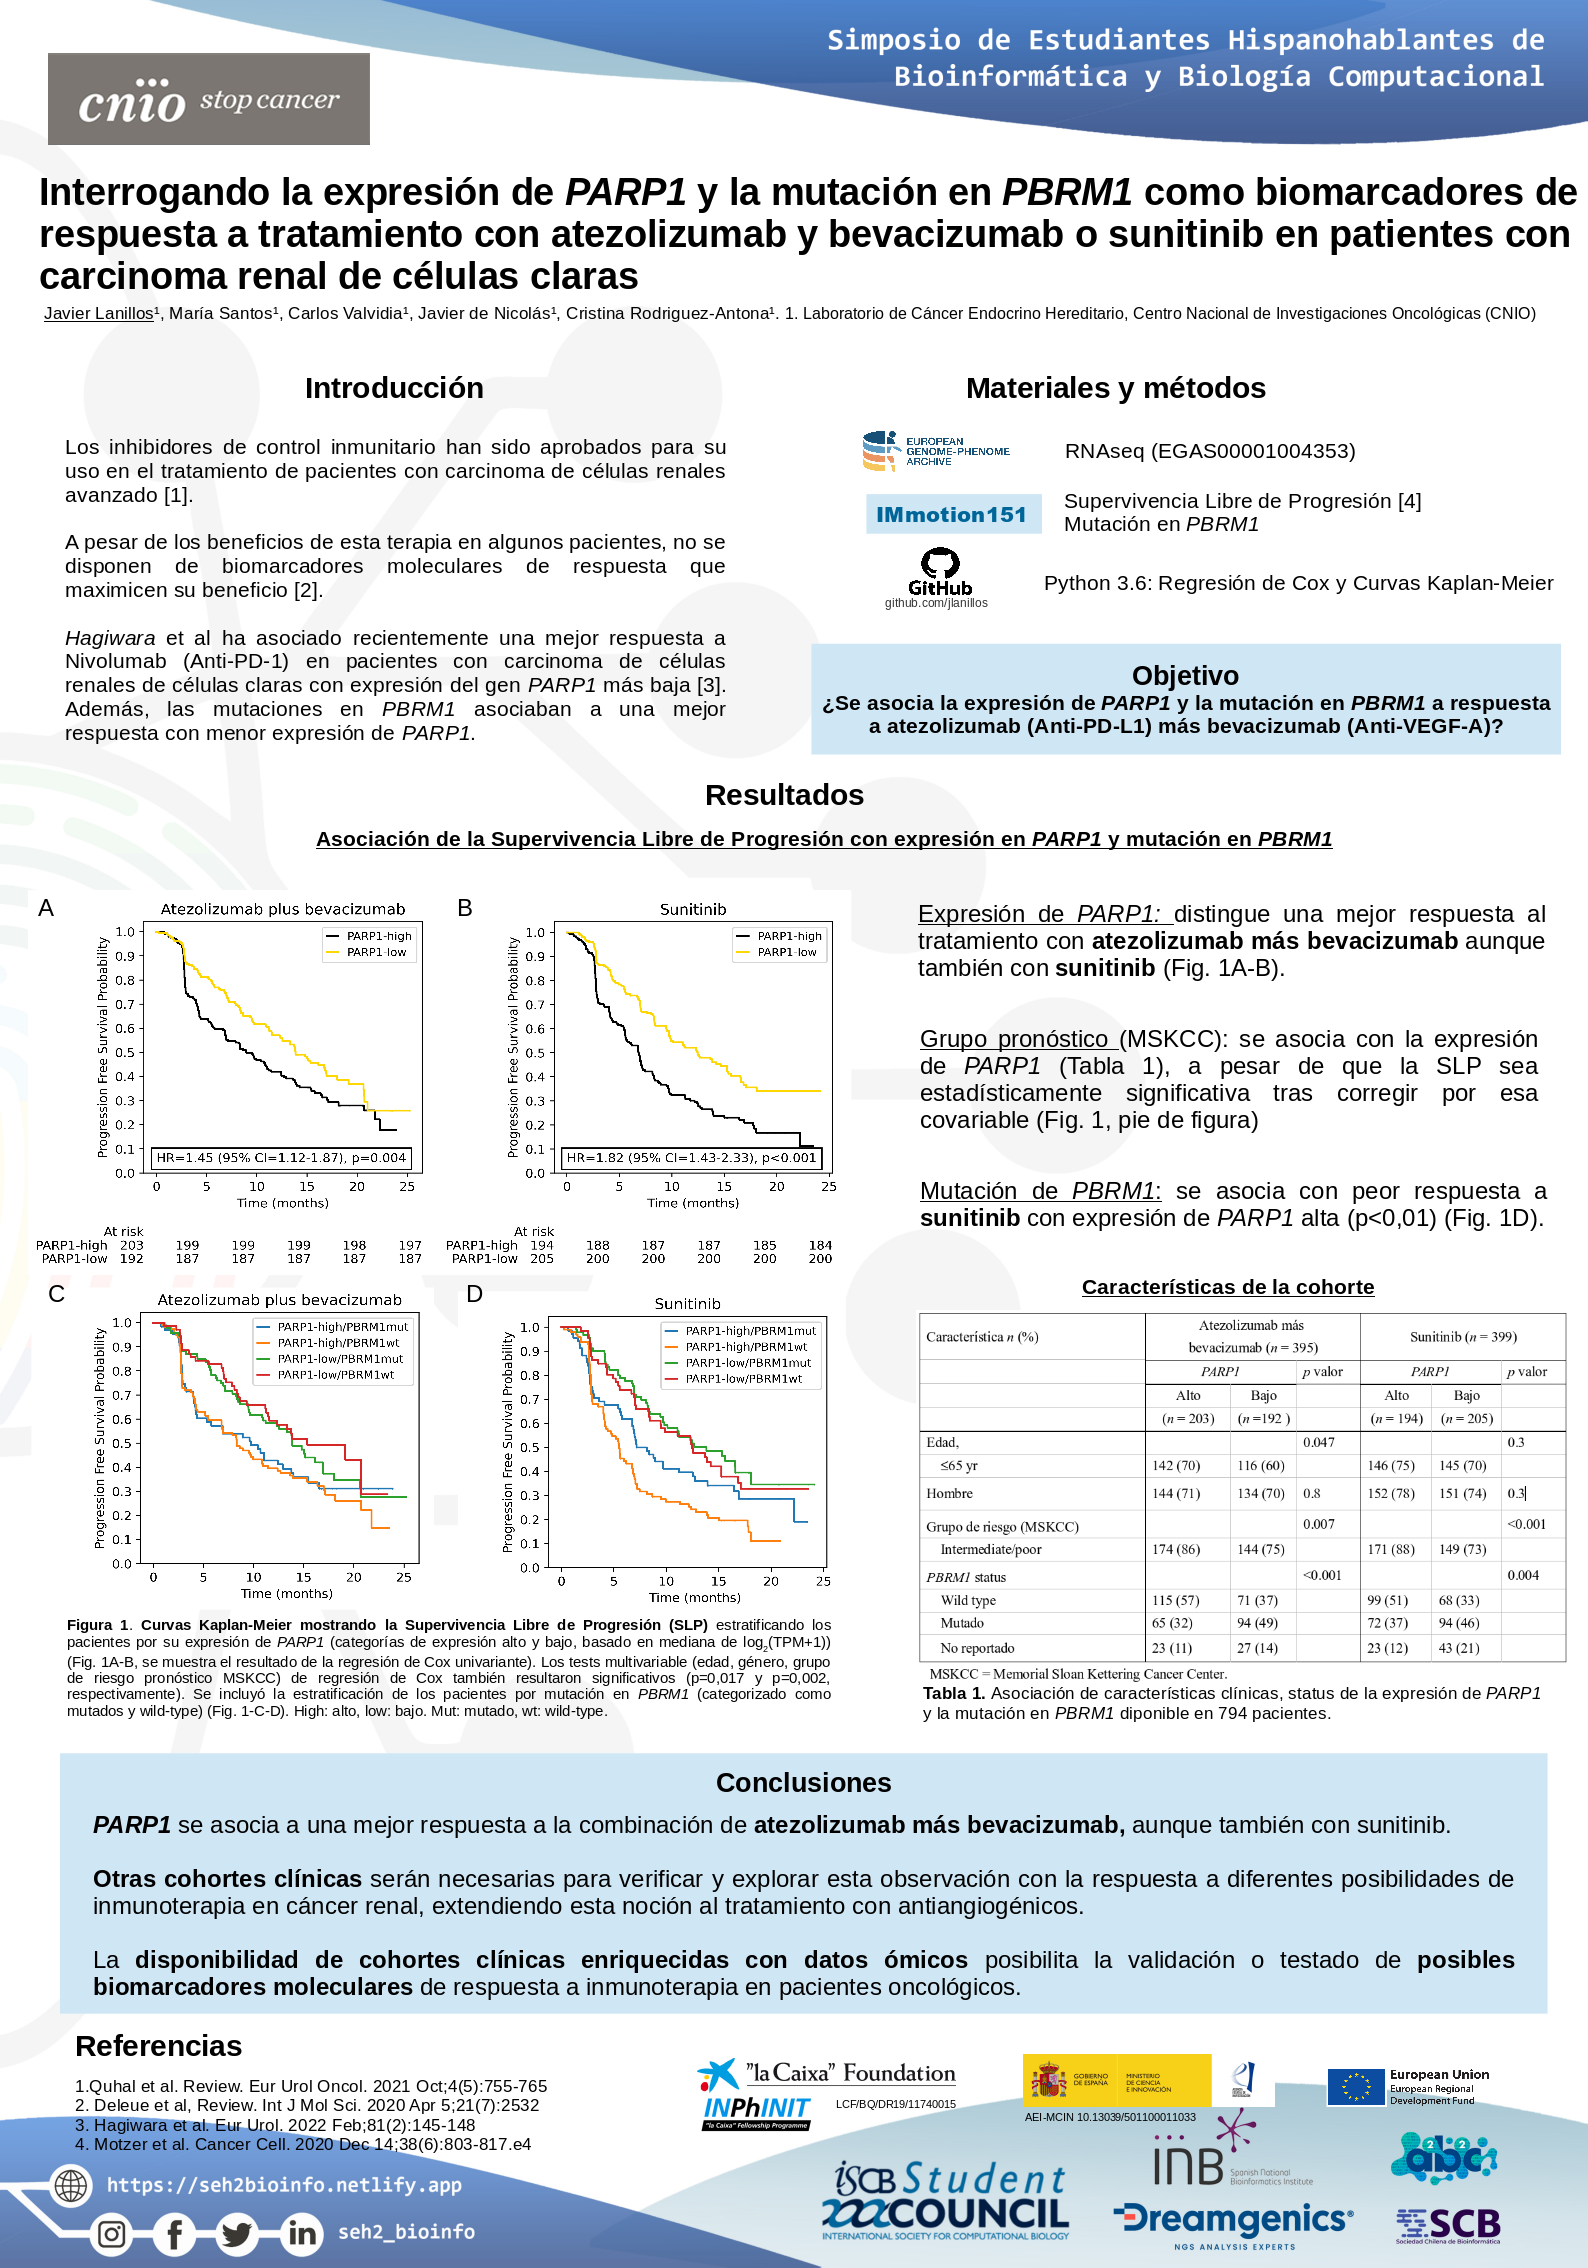 Simposio de Estudiantes Hispanohablantes de
Bioinformática y Biología Computacional
cnio stop cancer
Interrogando la expresión de PARP1 y la mutación en PBRM1 como biomarcadores de
respuesta a tratamiento con atezolizumab y bevacizumab o sunitinib en patientes con
carcinoma renal de células claras
Javier Lanillos¹, María Santos¹, Carlos Valvidia¹, Javier de Nicolás¹, Cristina Rodriguez-Antona¹. 1. Laboratorio de Cáncer Endocrino Hereditario, Centro Nacional de Investigaciones Oncológicas (CNIO)
Introducción
Los inhibidores de control inmunitario han sido aprobados para su
uso en el tratamiento de pacientes con carcinoma de células renales
avanzado [1].
A pesar de los beneficios de esta terapia en algunos pacientes, no se
disponen de biomarcadores moleculares de respuesta que
maximicen su beneficio [2].
Hagiwara et al ha asociado recientemente una mejor respuesta a
Nivolumab (Anti-PD-1) en pacientes con carcinoma de células
renales de células claras con expresión del gen PARP1 más baja [3].
Además, las mutaciones en PBRM1 asociaban a una mejor
respuesta con menor expresión de PARP1.
Materiales y métodos
EUROPEAN
GENOME-PHENOME
ARCHIVE
RNAseq (EGAS00001004353)
IMmotion151
Supervivencia Libre de Progresión [4]
Mutación en PBRM1
GitHub
github.com/jlanillos
Python 3.6: Regresión de Cox y Curvas Kaplan-Meier
Objetivo
¿Se asocia la expresión de PARP1 y la mutación en PBRM1 a respuesta
a atezolizumab (Anti-PD-L1) más bevacizumab (Anti-VEGF-A)?
Resultados
Asociación de la Supervivencia Libre de Progresión con expresión en PARP1 y mutación en PBRM1
A
Atezolizumab plus bevacizumab
PARP1-high
PARP1-low
Progression Free Survival Probability
1.0
0.9
0.8
0.7
0.6
0.5
0.4
0.3
0.2
0.1
0.0
HR=1.45 (95% CI=1.12-1.87), p=0.004
0 5 10 15 20 25
Time (months)
At risk
PARP1-high 203 199 199 199 198 197
PARP1-low 192 187 187 187 187 187
B
Sunitinib
PARP1-high
PARP1-low
Progression Free Survival Probability
1.0
0.9
0.8
0.7
0.6
0.5
0.4
0.3
0.2
0.1
0.0
HR=1.82 (95% CI=1.43-2.33), p<0.001
0 5 10 15 20 25
Time (months)
At risk
PARP1-high 194 188 187 187 185 184
PARP1-low 205 200 200 200 200 200
C
Atezolizumab plus bevacizumab
PARP1-high/PBRM1mut
PARP1-high/PBRM1wt
PARP1-low/PBRM1mut
PARP1-low/PBRM1wt
Progression Free Survival Probability
1.0
0.9
0.8
0.7
0.6
0.5
0.4
0.3
0.2
0.1
0.0
0 5 10 15 20 25
Time (months)
D
Sunitinib
PARP1-high/PBRM1mut
PARP1-high/PBRM1wt
PARP1-low/PBRM1mut
PARP1-low/PBRM1wt
Progression Free Survival Probability
1.0
0.9
0.8
0.7
0.6
0.5
0.4
0.3
0.2
0.1
0.0
0 5 10 15 20 25
Time (months)
Figura 1. Curvas Kaplan-Meier mostrando la Supervivencia Libre de Progresión (SLP) estratificando los
pacientes por su expresión de PARP1 (categorías de expresión alto y bajo, basado en mediana de log2(TPM+1))
(Fig. 1A-B, se muestra el resultado de la regresión de Cox univariante). Los tests multivariable (edad, género, grupo
de riesgo pronóstico MSKCC) de regresión de Cox también resultaron significativos (p=0,017 y p=0,002,
respectivamente). Se incluyó la estratificación de los pacientes por mutación en PBRM1 (categorizado como
mutados y wild-type) (Fig. 1-C-D). High: alto, low: bajo. Mut: mutado, wt: wild-type.
Expresión de PARP1: distingue una mejor respuesta al
tratamiento con atezolizumab más bevacizumab aunque
también con sunitinib (Fig. 1A-B).
Grupo pronóstico (MSKCC): se asocia con la expresión
de PARP1 (Tabla 1), a pesar de que la SLP sea
estadísticamente significativa tras corregir por esa
covariable (Fig. 1, pie de figura)
Mutación de PBRM1: se asocia con peor respuesta a
sunitinib con expresión de PARP1 alta (p<0,01) (Fig. 1D).
Características de la cohorte
Característica n (%) Atezolizumab más bevacizumab (n = 395) Sunitinib (n = 399)
PARP1 p valor PARP1 p valor
Alto Bajo Alto Bajo
(n = 203) (n =192 ) (n = 194) (n = 205)
Edad, 0.047 0.3
≤65 yr 142 (70) 116 (60) 146 (75) 145 (70)
Hombre 144 (71) 134 (70) 0.8 152 (78) 151 (74) 0.3
Grupo de riesgo (MSKCC) 0.007 <0.001
Intermediate/poor 174 (86) 144 (75) 171 (88) 149 (73)
PBRM1 status <0.001 0.004
Wild type 115 (57) 71 (37) 99 (51) 68 (33)
Mutado 65 (32) 94 (49) 72 (37) 94 (46)
No reportado 23 (11) 27 (14) 23 (12) 43 (21)
MSKCC = Memorial Sloan Kettering Cancer Center.
Tabla 1. Asociación de características clínicas, status de la expresión de PARP1
y la mutación en PBRM1 diponible en 794 pacientes.
Conclusiones
PARP1 se asocia a una mejor respuesta a la combinación de atezolizumab más bevacizumab, aunque también con sunitinib.
Otras cohortes clínicas serán necesarias para verificar y explorar esta observación con la respuesta a diferentes posibilidades de
inmunoterapia en cáncer renal, extendiendo esta noción al tratamiento con antiangiogénicos.
La disponibilidad de cohortes clínicas enriquecidas con datos ómicos posibilita la validación o testado de posibles
biomarcadores moleculares de respuesta a inmunoterapia en pacientes oncológicos.
Referencias
1.Quhal et al. Review. Eur Urol Oncol. 2021 Oct;4(5):755-765
2. Deleue et al, Review. Int J Mol Sci. 2020 Apr 5;21(7):2532
3. Hagiwara et al. Eur Urol. 2022 Feb;81(2):145-148
4. Motzer et al. Cancer Cell. 2020 Dec 14;38(6):803-817.e4
https://seh2bioinfo.netlify.app
seh2_bioinfo
"la Caixa" Foundation
INPhINIT
"la Caixa" Fellowship Programme
LCF/BQ/DR19/11740015
GOBIERNO
DE ESPAÑA
MINISTERIO
DE CIENCIA
E INNOVACIÓN
AEI-MCIN 10.13039/501100011033
European Union
European Regional
Development Fund
iNB
Spanish National
Bioinformatics Institute
abc
2 2
iSCB Student
COUNCIL
INTERNATIONAL SOCIETY FOR COMPUTATIONAL BIOLOGY
Dreamgenics®
NGS ANALYSIS EXPERTS
SCB
Sociedad Chilena de Bioinformática